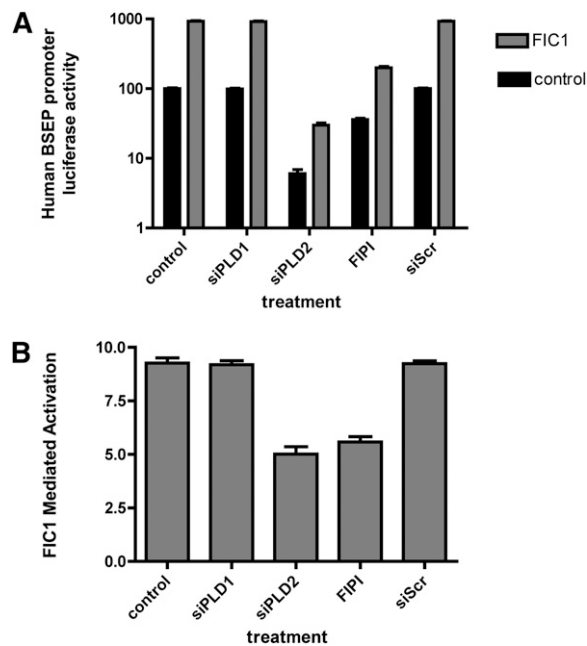 A
Human BSEP promoter
luciferase activity
1000
100
10
1
control
siPLD1
siPLD2
FIPI
siScr
treatment
FIC1
control
B
FIC1 Mediated Activation
10.0
7.5
5.0
2.5
0.0
control
siPLD1
siPLD2
FIPI
siScr
treatment